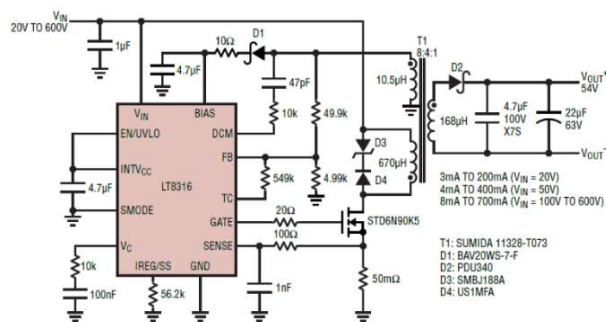 VIN
20V TO 600V
1µF
4.7µF
10Ω
D1
47pF
10k
49.9k
10.5µH
T1
8:4:1
D2
VOUT+
54V
4.7µF
100V
X7S
22µF
63V
168µH
VOUT–
VIN
BIAS
EN/UVLO
DCM
INTVCC
FB
LT8316
4.7µF
549k
4.99k
TC
D3
670µH
D4
SMODE
GATE
20Ω
STD6N90K5
VC
SENSE
100Ω
IREG/SS
GND
10k
100nF
56.2k
1nF
50mΩ
3mA TO 200mA (VIN = 20V)
4mA TO 400mA (VIN = 50V)
8mA TO 700mA (VIN = 100V TO 600V)
T1: SUMIDA 11328-T073
D1: BAV20WS-7-F
D2: PDU340
D3: SMBJ188A
D4: US1MFA